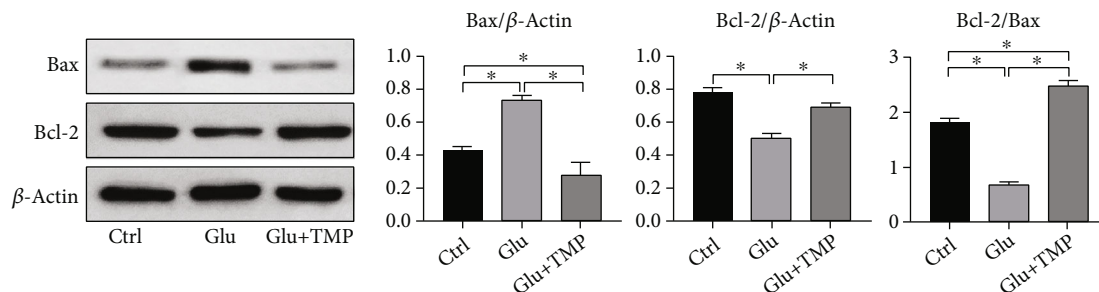 Bax
Bcl-2
β-Actin
Ctrl Glu Glu+TMP
Bax/β-Actin
*
* *
1.0
0.8
0.6
0.4
0.2
0.0
Ctrl
Glu
Glu+TMP
Bcl-2/β-Actin
* *
1.0
0.8
0.6
0.4
0.2
0.0
Ctrl
Glu
Glu+TMP
Bcl-2/Bax
*
* *
3
2
1
0
Ctrl
Glu
Glu+TMP